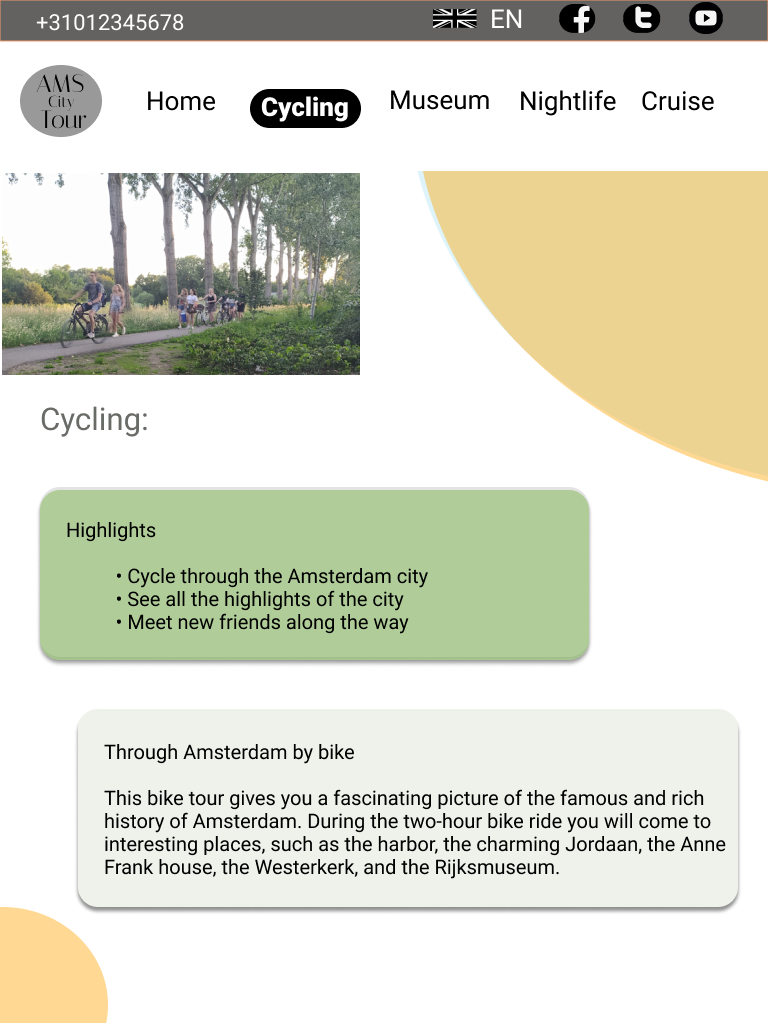 +31012345678
EN
AMS
City
Tour
Home
Cycling
Museum
Nightlife
Cruise
Cycling:
Highlights
• Cycle through the Amsterdam city
• See all the highlights of the city
• Meet new friends along the way
Through Amsterdam by bike
This bike tour gives you a fascinating picture of the famous and rich
history of Amsterdam. During the two-hour bike ride you will come to
interesting places, such as the harbor, the charming Jordaan, the Anne
Frank house, the Westerkerk, and the Rijksmuseum.